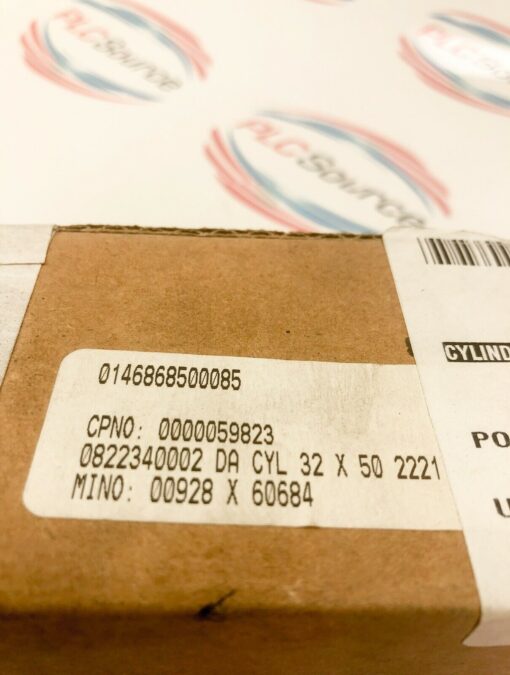 PLCSource
PLCSource
PLCSource
0146868500085
CYLIND
CPNO: 0000059823
0822340002 DA CYL 32 X 50 2221
PO
MINO: 00928 X 60684
U